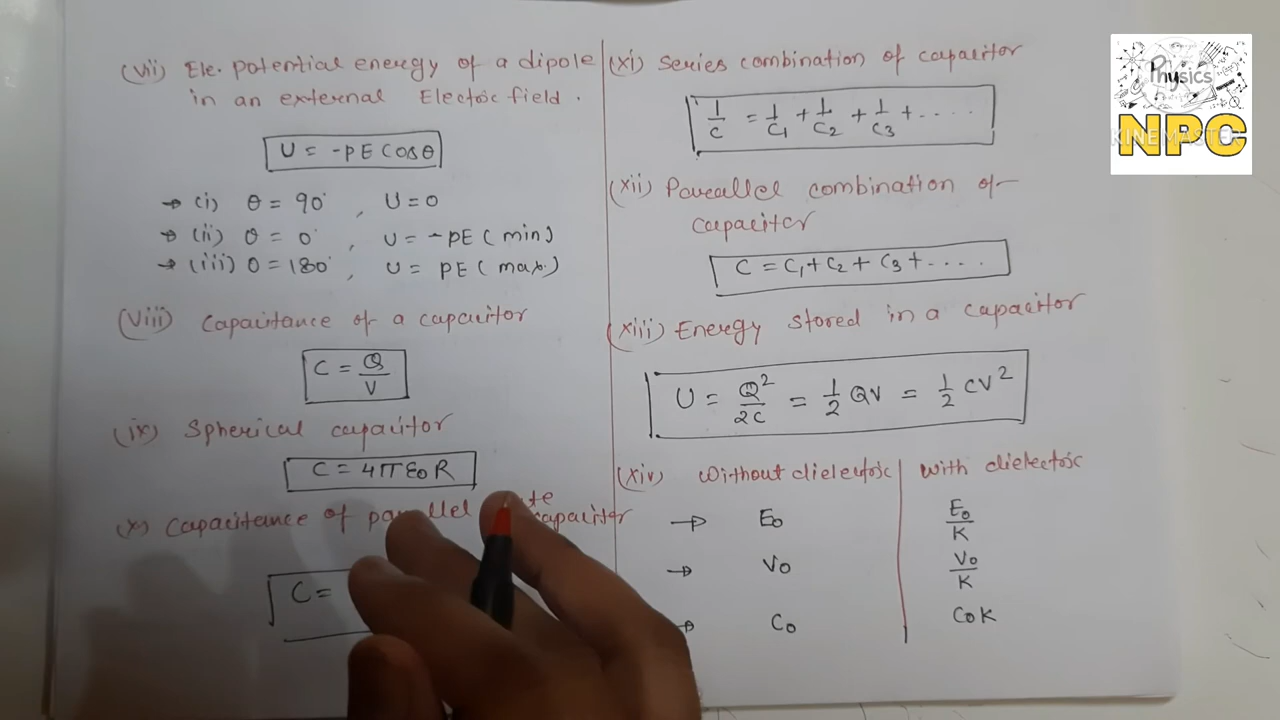 (vii) Ele. potential energy of a dipole
in an external Electric field.
U = -PE Cosθ
→ (i) θ = 90° , U = 0
→ (ii) θ = 0° , U = -PE (min)
→ (iii) θ = 180° , U = PE (max.)
(viii) Capacitance of a capacitor
C = Q/V
(ix) Spherical capacitor
C = 4πε₀R
(x) Capacitance of capacitor
C =
(xi) Series combination of capacitor
1/C = 1/C₁ + 1/C₂ + 1/C₃ + ....
(xii) Parallel combination of
capacitor
C = C₁ + C₂ + C₃ + ....
(xiii) Energy stored in a capacitor
U = Q²/2C = 1/2 QV = 1/2 CV²
(xiv) Without dielectric | with dielectric
→ E₀ | E₀/K
→ V₀ | V₀/K
→ C₀ | C₀K
Physics
NPC
KINEMASTER